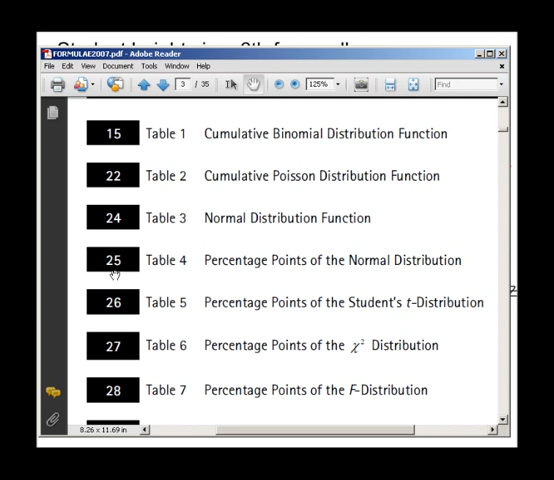 FORMULAE2007.pdf - Adobe Reader
File Edit View Document Tools Window Help
3 / 35 125% Find
15 Table 1 Cumulative Binomial Distribution Function
22 Table 2 Cumulative Poisson Distribution Function
24 Table 3 Normal Distribution Function
25 Table 4 Percentage Points of the Normal Distribution
26 Table 5 Percentage Points of the Student's t-Distribution
27 Table 6 Percentage Points of the χ² Distribution
28 Table 7 Percentage Points of the F-Distribution
8.26 x 11.69 in